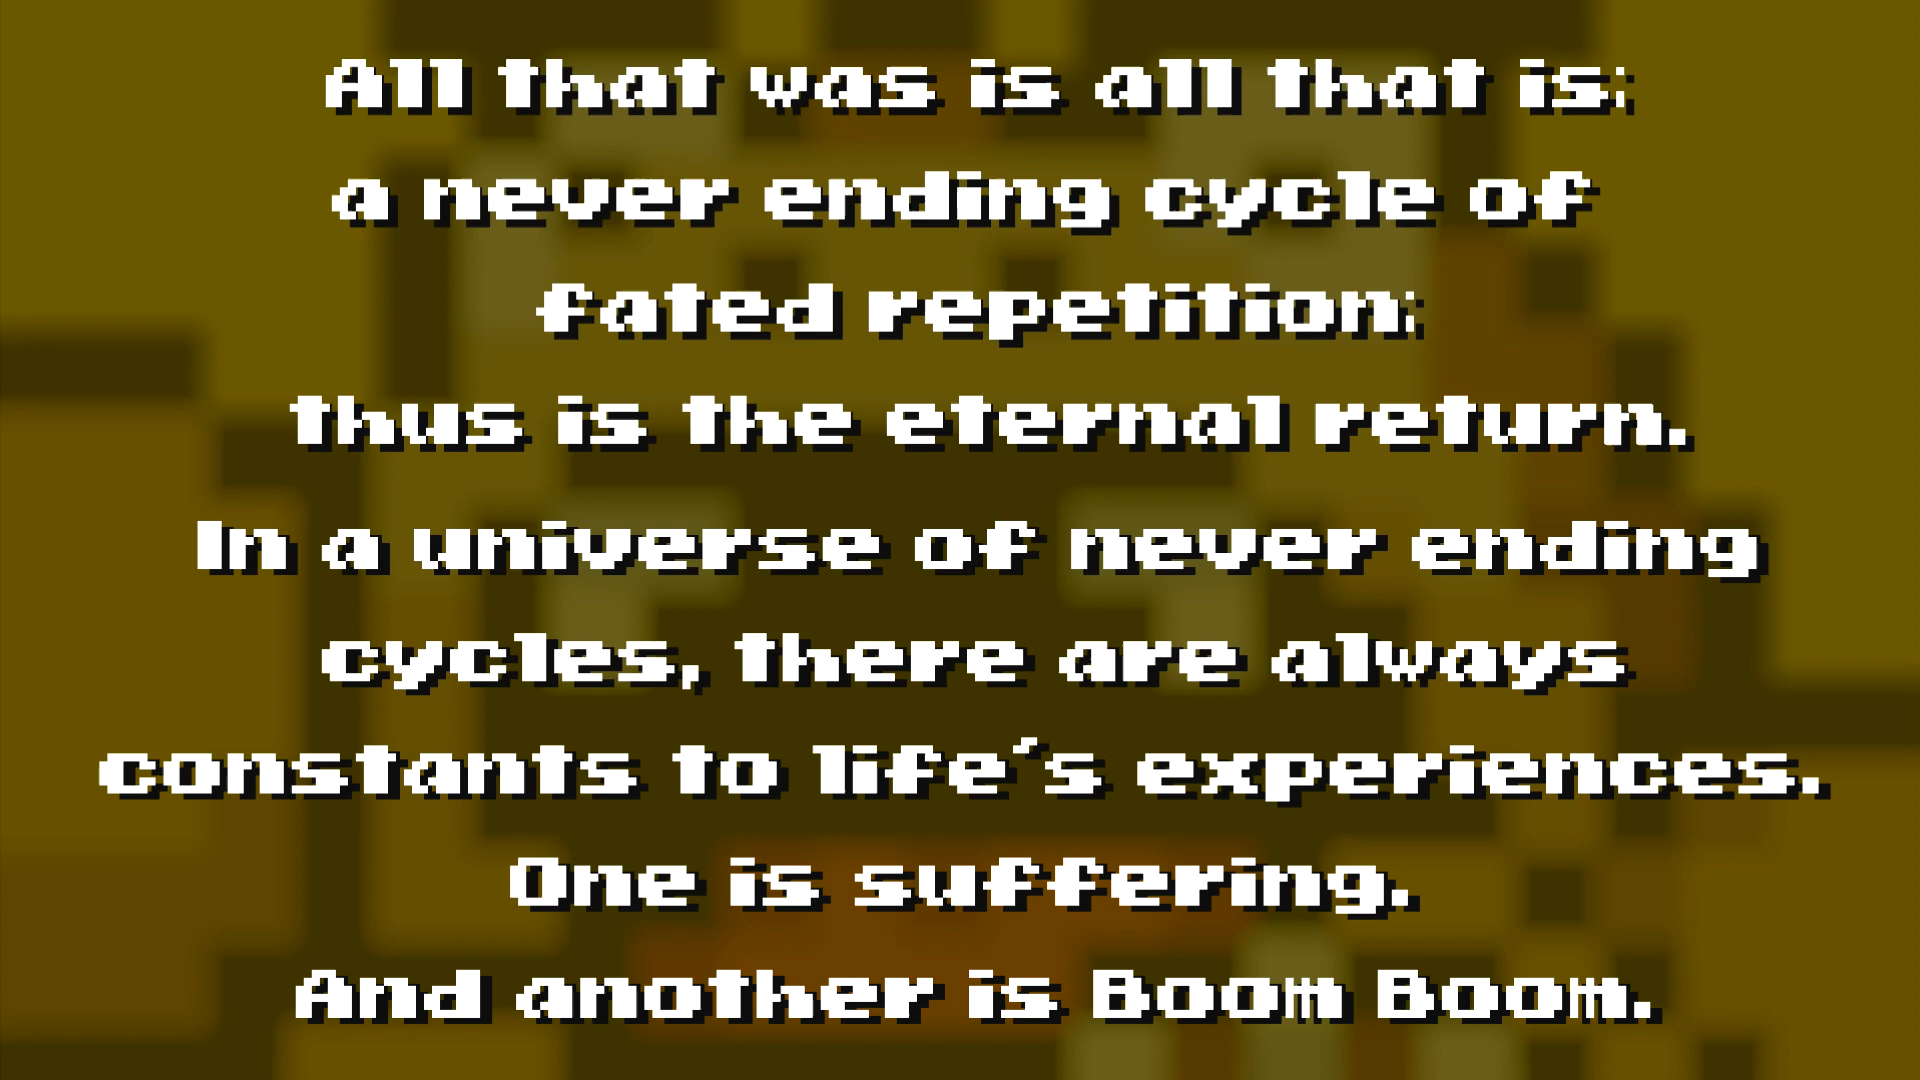 All that was is all that is;
a never ending cycle of
fated repetition;
thus is the eternal return.
In a universe of never ending
cycles, there are always
constants to life's experiences.
One is suffering.
And another is Boom Boom.